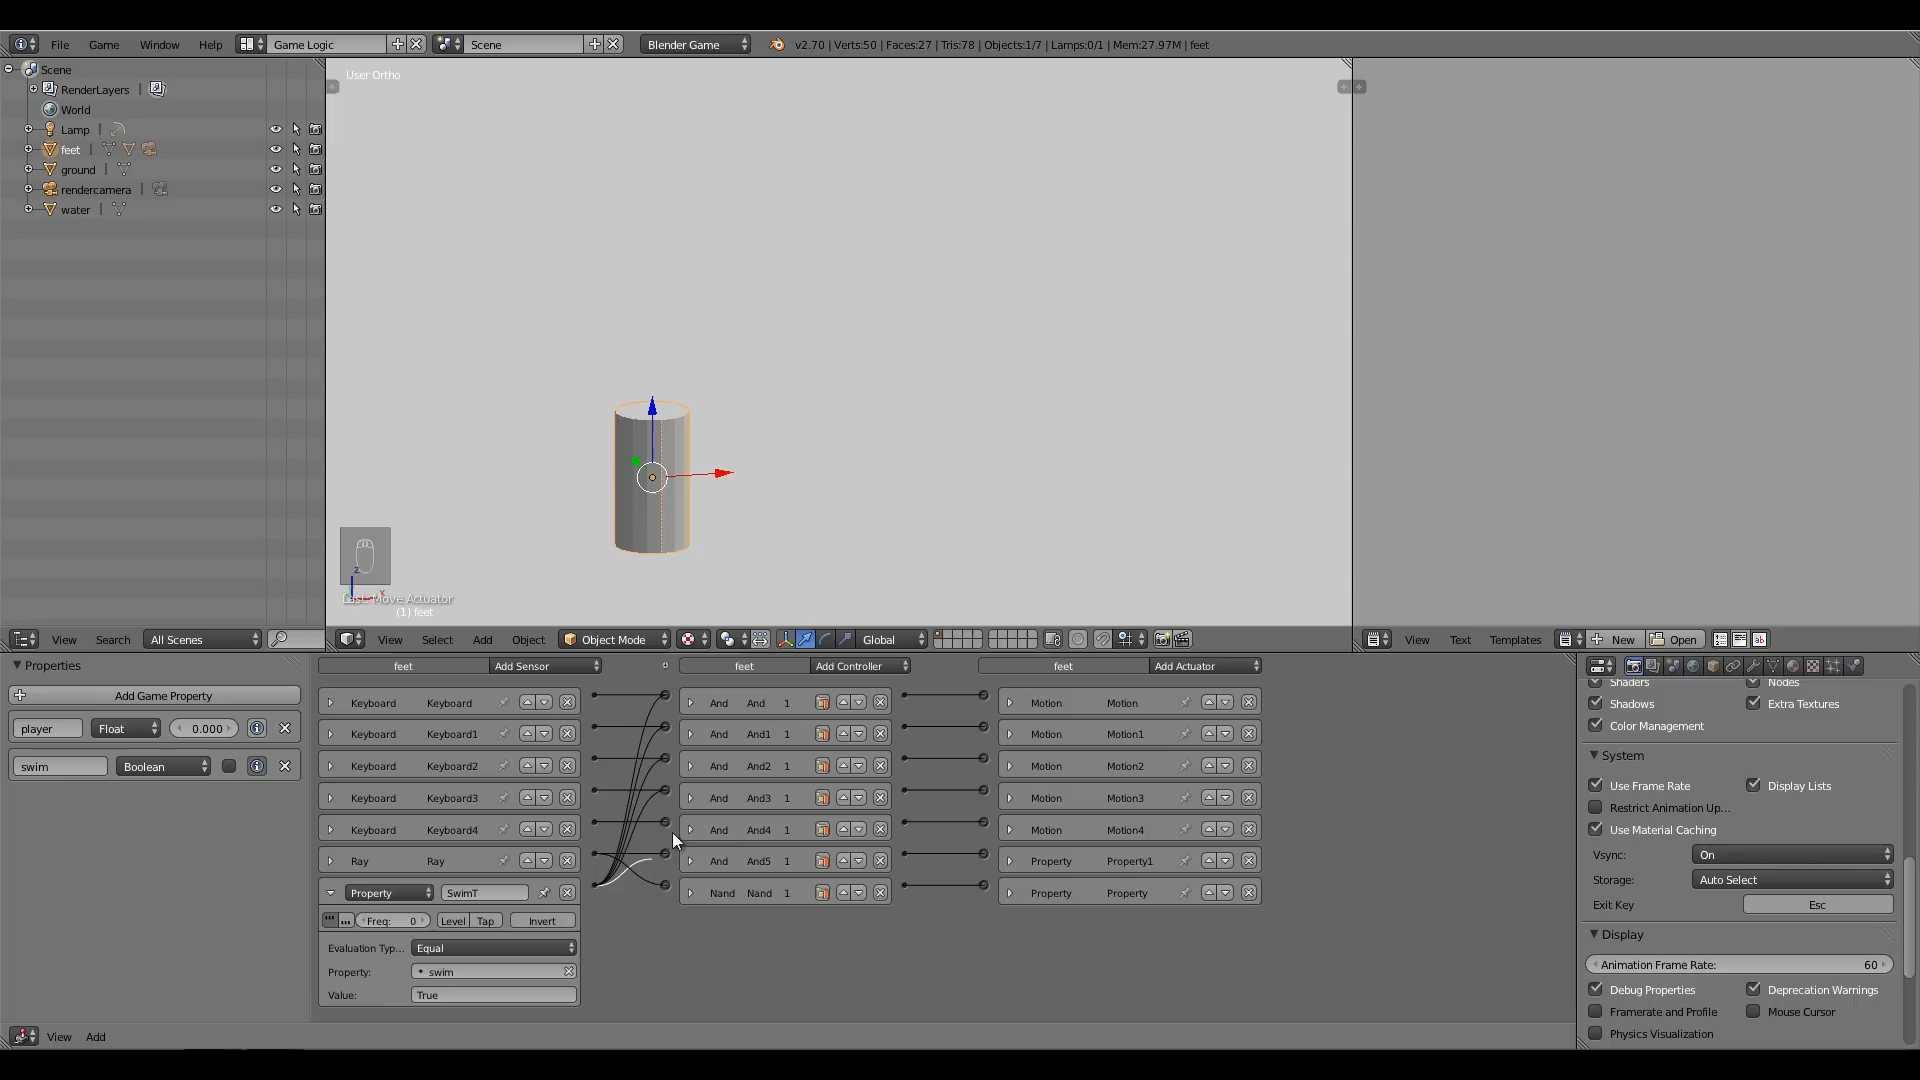 File Game Window Help Game Logic Scene Blender Game v2.70 | Verts:50 | Faces:27 | Tris:78 | Objects:1/7 | Lamps:0/1 | Mem:27.97M | feet
Scene
RenderLayers
World
Lamp
feet
ground
rendercamera
water
User Ortho
z
x
Last: Move Actuator
(1) feet
View Search All Scenes
View Select Add Object Object Mode Global
View Text Templates New Open
Properties
Add Game Property
player Float 0.000
swim Boolean
feet Add Sensor feet Add Controller feet Add Actuator
Keyboard Keyboard And And 1 Motion Motion
Keyboard Keyboard1 And And1 1 Motion Motion1
Keyboard Keyboard2 And And2 1 Motion Motion2
Keyboard Keyboard3 And And3 1 Motion Motion3
Keyboard Keyboard4 And And4 1 Motion Motion4
Ray Ray And And5 1 Property Property1
Property SwimT Nand Nand 1 Property Property
Freq: 0 Level Tap Invert
Evaluation Typ... Equal
Property: swim
Value: True
View Add
Shaders Nodes
Shadows Extra Textures
Color Management
System
Use Frame Rate Display Lists
Restrict Animation Up...
Use Material Caching
Vsync: On
Storage: Auto Select
Exit Key Esc
Display
Animation Frame Rate: 60
Debug Properties Deprecation Warnings
Framerate and Profile Mouse Cursor
Physics Visualization